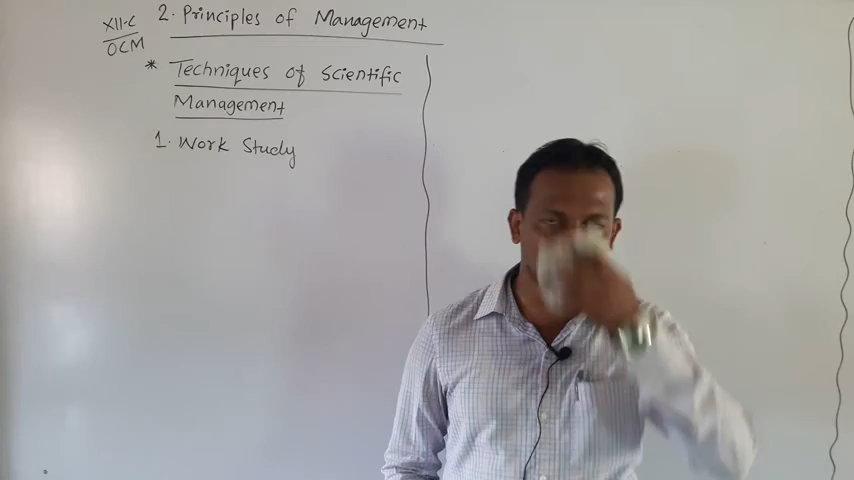 XII-C
OCM
2. Principles of Management
* Techniques of Scientific
Management
1. Work Study